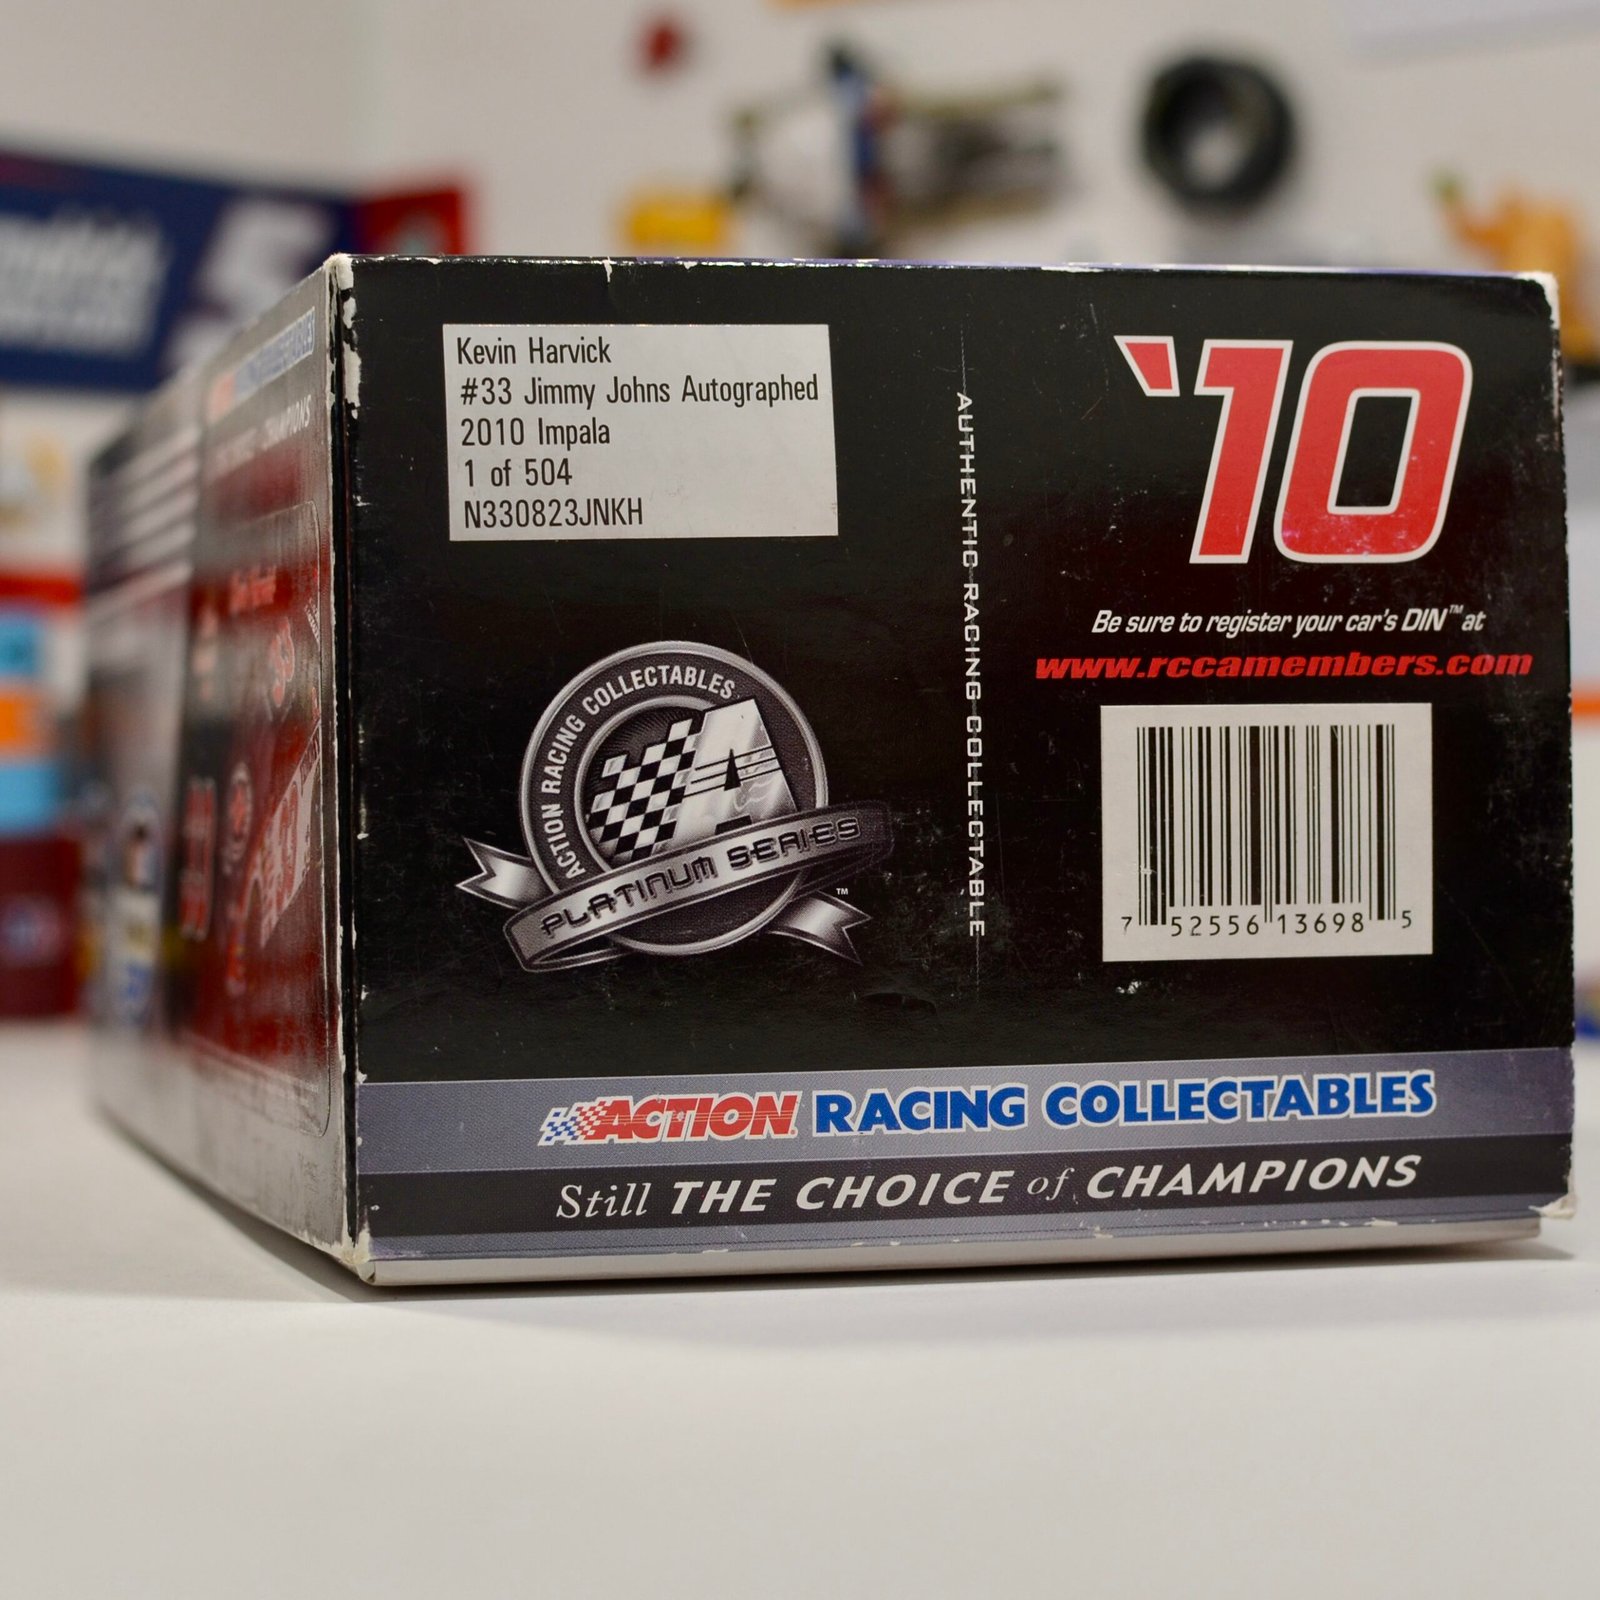 Kevin Harvick
#33 Jimmy Johns Autographed
2010 Impala
1 of 504
N330823JNKH
ACTION RACING COLLECTABLES
A
PLATINUM SERIES
™
AUTHENTIC RACING COLLECTABLE
'10
Be sure to register your car's DIN™ at
www.rccamembers.com
7 52556 13698 5
ACTION RACING COLLECTABLES
Still THE CHOICE of CHAMPIONS